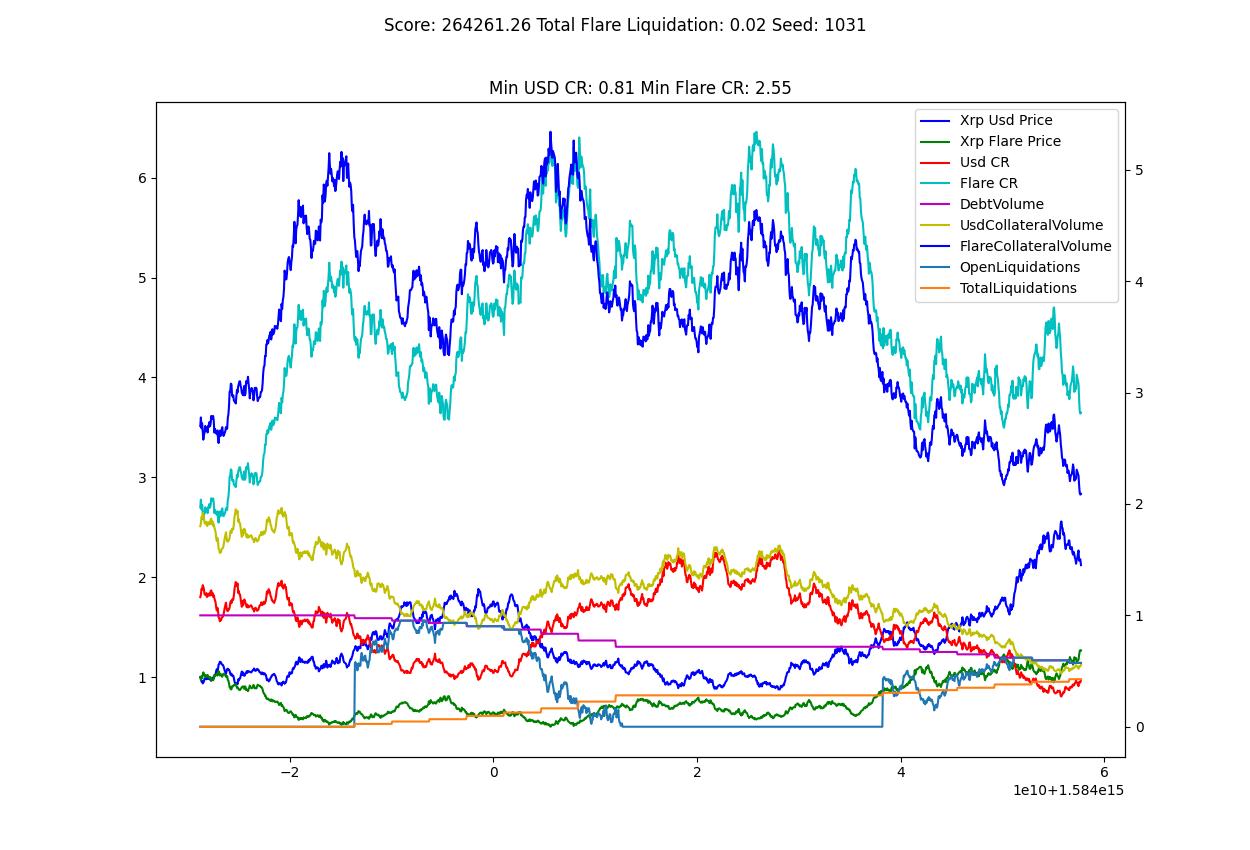 Score: 264261.26 Total Flare Liquidation: 0.02 Seed: 1031
Min USD CR: 0.81 Min Flare CR: 2.55
Xrp Usd Price
Xrp Flare Price
Usd CR
Flare CR
DebtVolume
UsdCollateralVolume
FlareCollateralVolume
OpenLiquidations
TotalLiquidations
6
5
4
3
2
1
5
4
3
2
1
0
−2
0
2
4
6
1e10+1.584e15